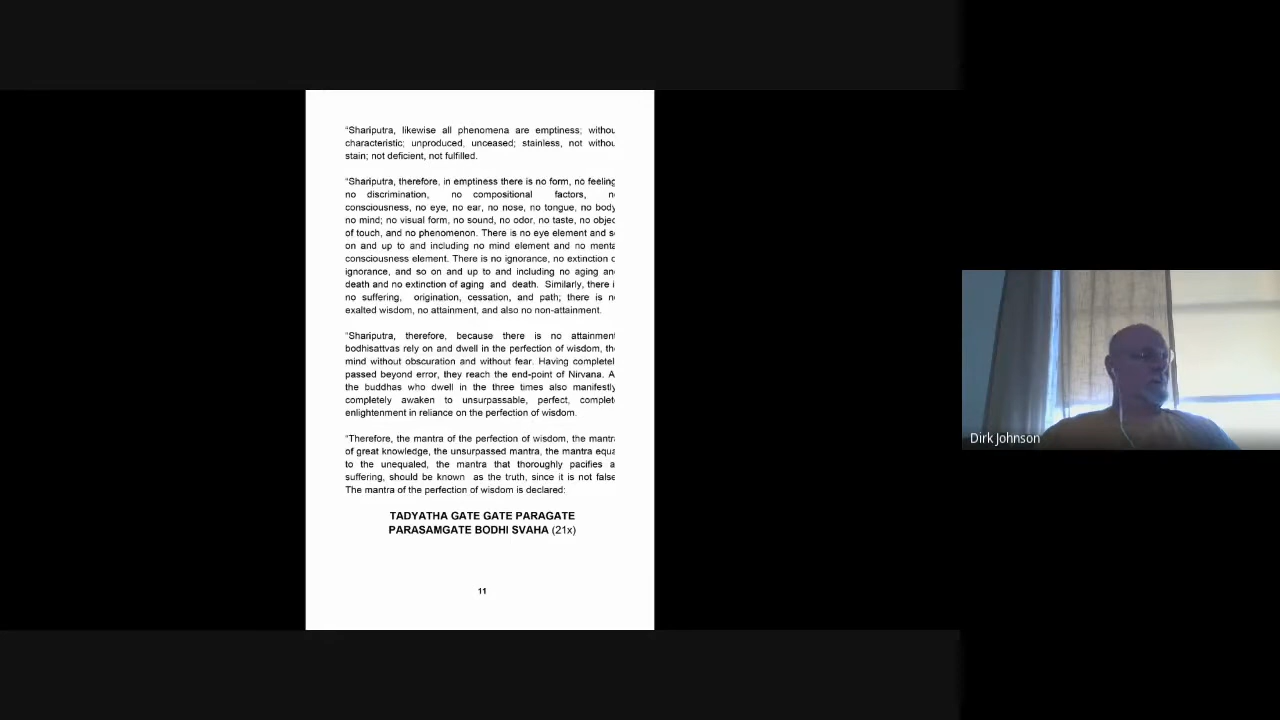 “Shariputra, likewise all phenomena are emptiness; withou
characteristic; unproduced, unceased; stainless, not withou
stain; not deficient, not fulfilled.
“Shariputra, therefore, in emptiness there is no form, no feeling
no discrimination, no compositional factors, n
consciousness, no eye, no ear, no nose, no tongue, no body
no mind; no visual form, no sound, no odor, no taste, no objec
of touch, and no phenomenon. There is no eye element and s
on and up to and including no mind element and no menta
consciousness element. There is no ignorance, no extinction o
ignorance, and so on and up to and including no aging an
death and no extinction of aging and death. Similarly, there i
no suffering, origination, cessation, and path; there is n
exalted wisdom, no attainment, and also no non-attainment.
“Shariputra, therefore, because there is no attainment
bodhisattvas rely on and dwell in the perfection of wisdom, th
mind without obscuration and without fear. Having completel
passed beyond error, they reach the end-point of Nirvana. A
the buddhas who dwell in the three times also manifestly
completely awaken to unsurpassable, perfect, complet
enlightenment in reliance on the perfection of wisdom.
“Therefore, the mantra of the perfection of wisdom, the mantr
of great knowledge, the unsurpassed mantra, the mantra equa
to the unequaled, the mantra that thoroughly pacifies a
suffering, should be known as the truth, since it is not false
The mantra of the perfection of wisdom is declared:
TADYATHA GATE GATE PARAGATE
PARASAMGATE BODHI SVAHA (21x)
11
Dirk Johnson